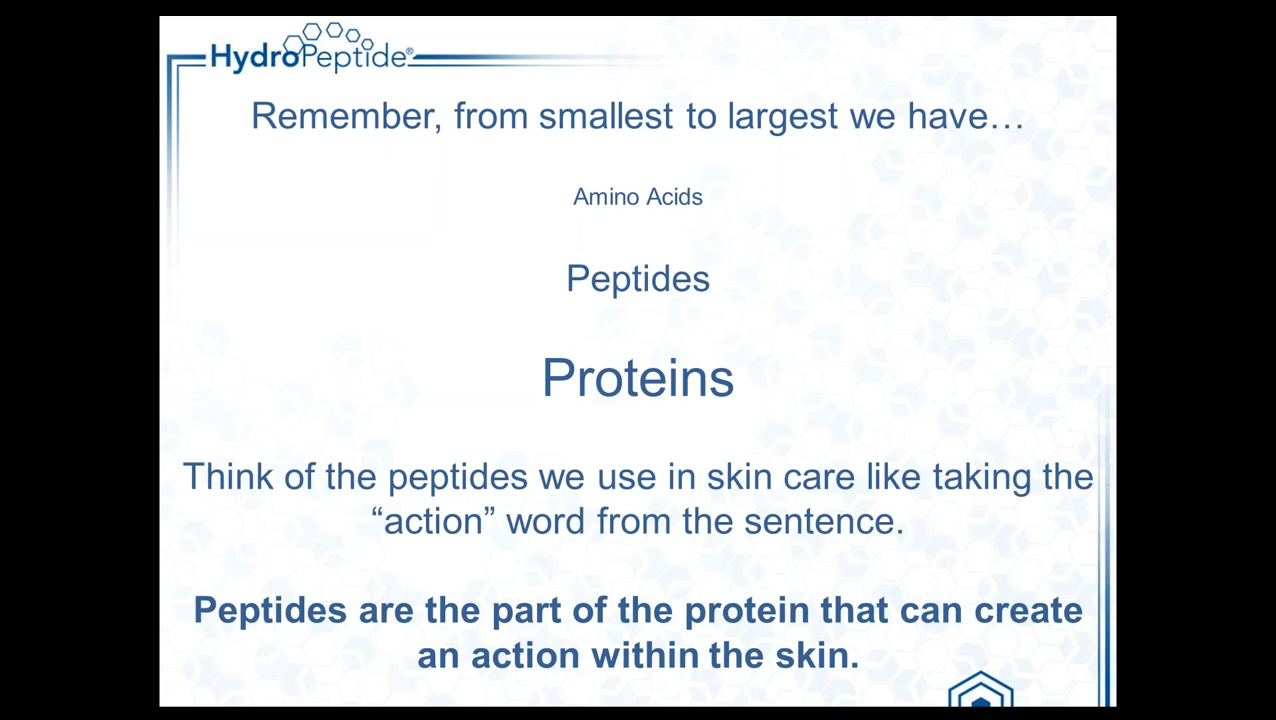 HydroPeptide®
Remember, from smallest to largest we have…
Amino Acids
Peptides
Proteins
Think of the peptides we use in skin care like taking the
“action” word from the sentence.
Peptides are the part of the protein that can create
an action within the skin.